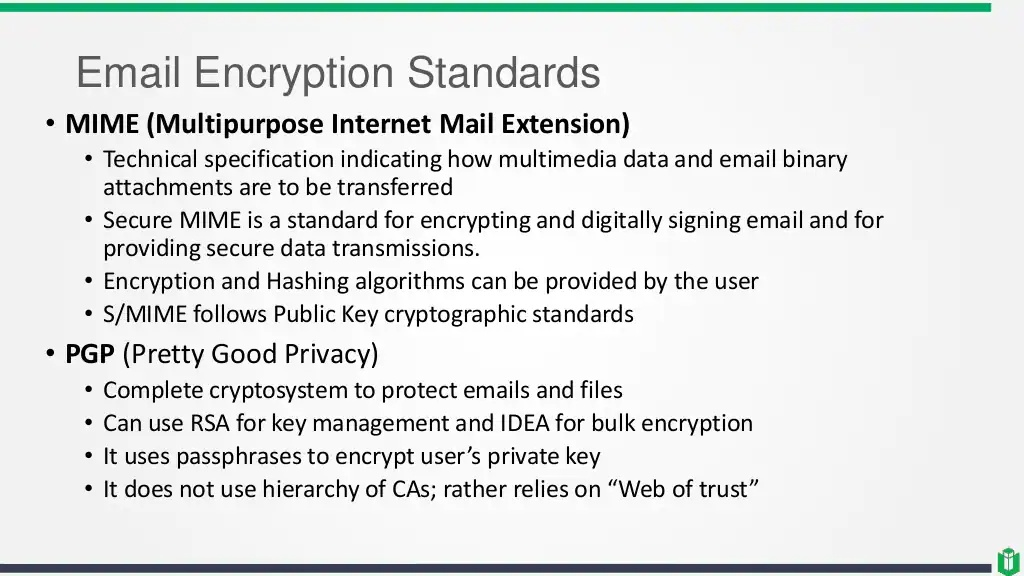 Email Encryption Standards
• MIME (Multipurpose Internet Mail Extension)
• Technical specification indicating how multimedia data and email binary
attachments are to be transferred
• Secure MIME is a standard for encrypting and digitally signing email and for
providing secure data transmissions.
• Encryption and Hashing algorithms can be provided by the user
• S/MIME follows Public Key cryptographic standards
• PGP (Pretty Good Privacy)
• Complete cryptosystem to protect emails and files
• Can use RSA for key management and IDEA for bulk encryption
• It uses passphrases to encrypt user’s private key
• It does not use hierarchy of CAs; rather relies on “Web of trust”